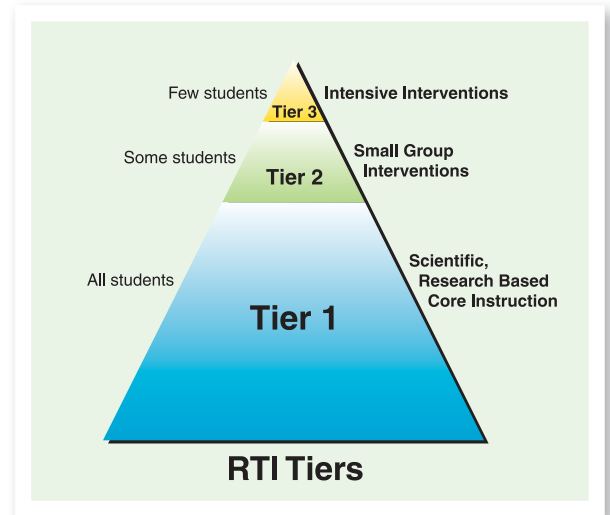 Few students
Intensive Interventions
Tier 3
Some students
Small Group
Interventions
Tier 2
All students
Scientific,
Research Based
Core Instruction
Tier 1
RTI Tiers